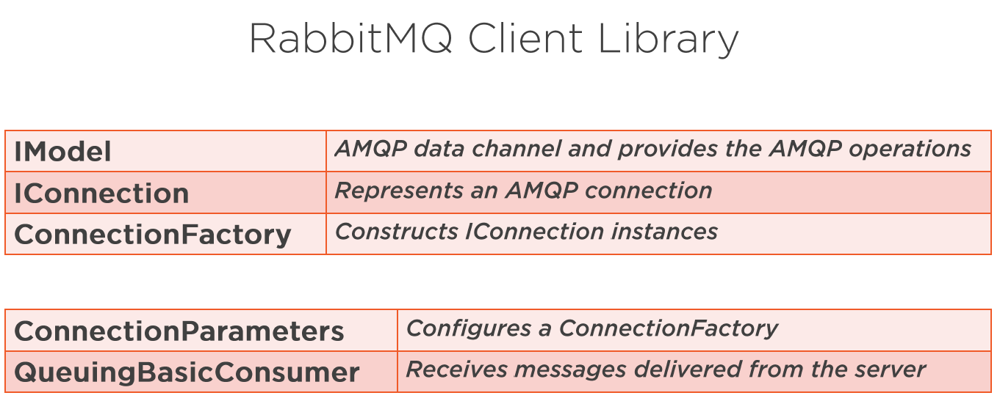 RabbitMQ Client Library
IModel AMQP data channel and provides the AMQP operations
IConnection Represents an AMQP connection
ConnectionFactory Constructs IConnection instances
ConnectionParameters Configures a ConnectionFactory
QueuingBasicConsumer Receives messages delivered from the server